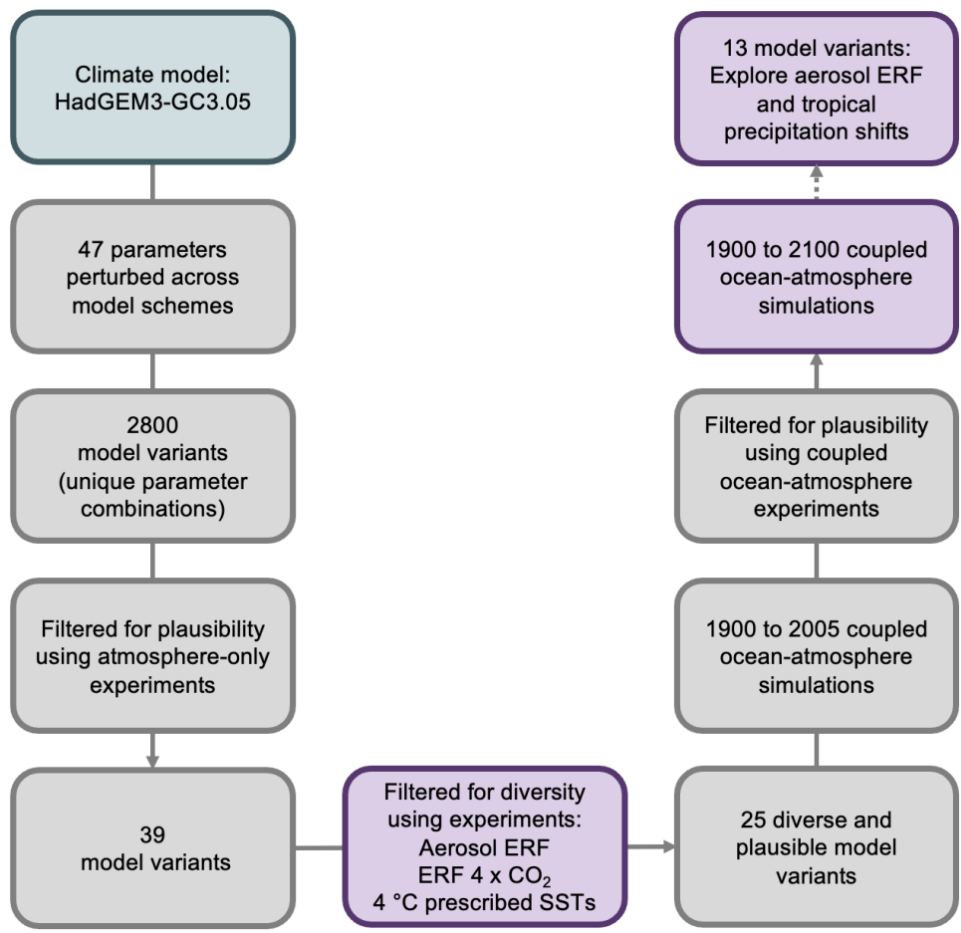 Climate model:
HadGEM3-GC3.05
47 parameters
perturbed across
model schemes
2800
model variants
(unique parameter
combinations)
Filtered for plausibility
using atmosphere-only
experiments
39
model variants
Filtered for diversity
using experiments:
Aerosol ERF
ERF 4 x CO₂
4 °C prescribed SSTs
25 diverse and
plausible model
variants
1900 to 2005 coupled
ocean-atmosphere
simulations
Filtered for plausibility
using coupled
ocean-atmosphere
experiments
1900 to 2100 coupled
ocean-atmosphere
simulations
13 model variants:
Explore aerosol ERF
and tropical
precipitation shifts